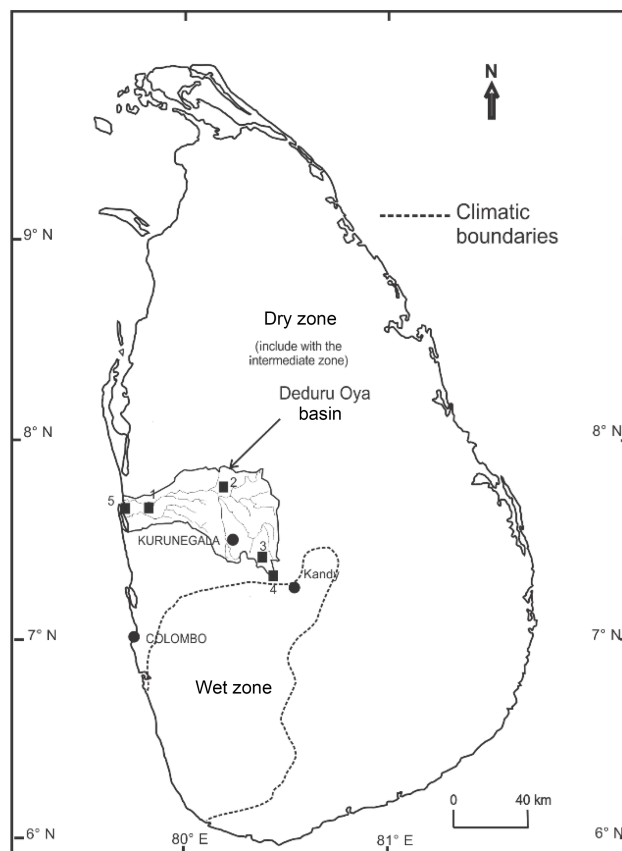 N
Climatic
boundaries
9° N
Dry zone
(include with the
intermediate zone)
Deduru Oya
basin
8° N
8° N
2
1
5
KURUNEGALA
3
Kandy
4
7° N
COLOMBO
7° N
Wet zone
0
40 km
6° N
80° E
81° E
6° N